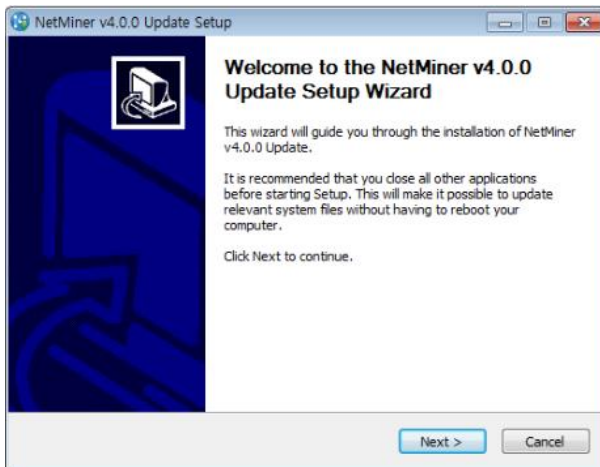 NetMiner v4.0.0 Update Setup
Welcome to the NetMiner v4.0.0
Update Setup Wizard
This wizard will guide you through the installation of NetMiner
v4.0.0 Update.
It is recommended that you close all other applications
before starting Setup. This will make it possible to update
relevant system files without having to reboot your
computer.
Click Next to continue.
Next >
Cancel